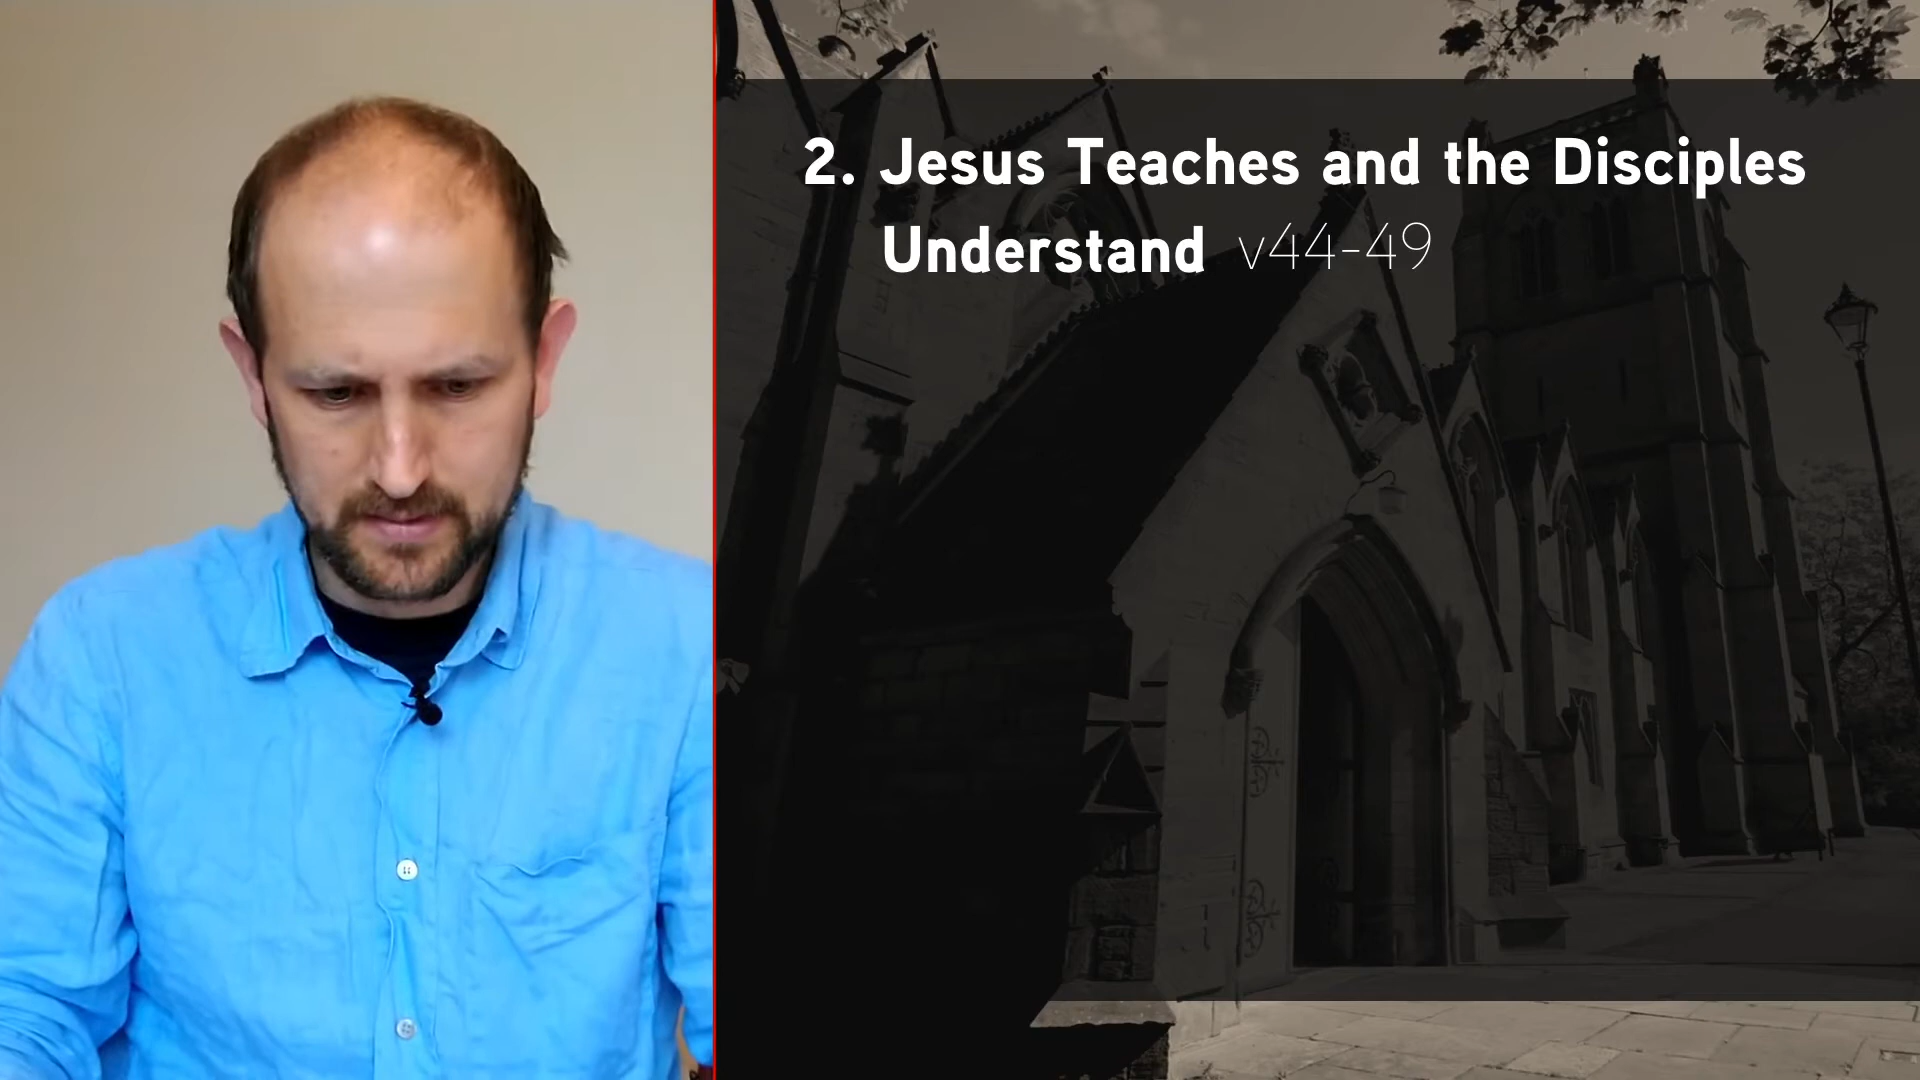 2. Jesus Teaches and the Disciples
Understand v44-49